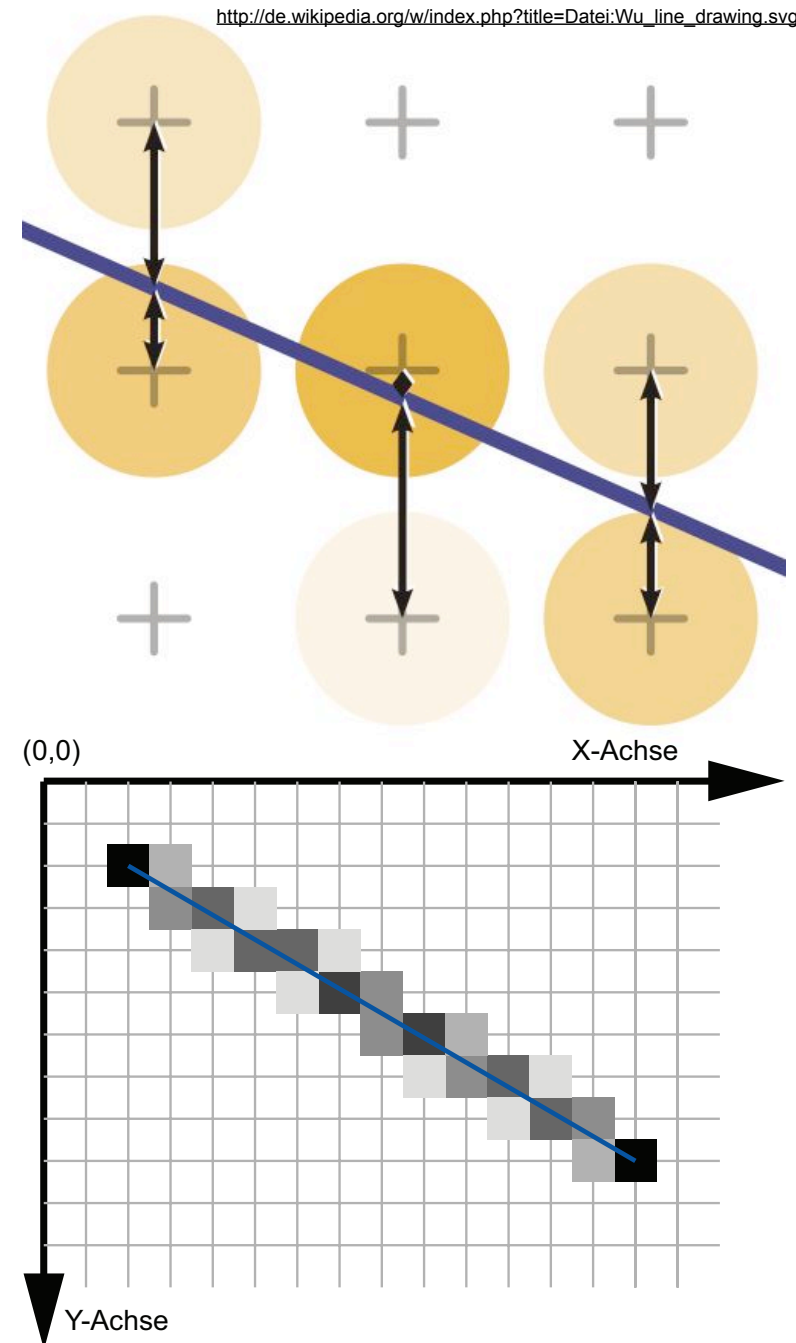 http://de.wikipedia.org/w/index.php?title=Datei:Wu_line_drawing.svg
(0,0) X-Achse
Y-Achse